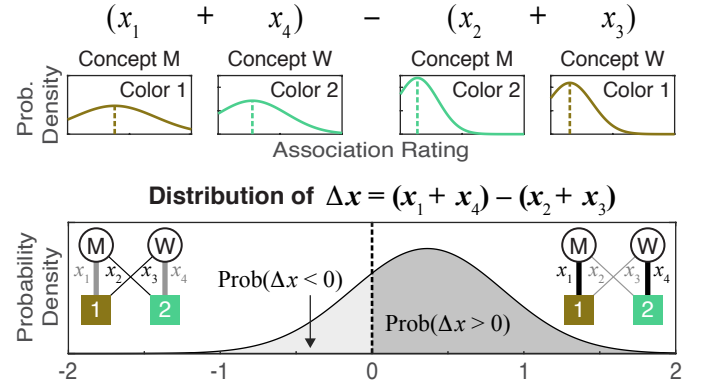 (x₁ + x₄) − (x₂ + x₃)
Concept M Concept W Concept M Concept W
Prob. Density
Color 1 Color 2 Color 2 Color 1
Association Rating
Distribution of Δx = (x₁ + x₄) − (x₂ + x₃)
Probability Density
M W
x₁ x₂ x₃ x₄
1 2
Prob(Δx < 0)
Prob(Δx > 0)
M W
x₁ x₂ x₃ x₄
1 2
-2 -1 0 1 2